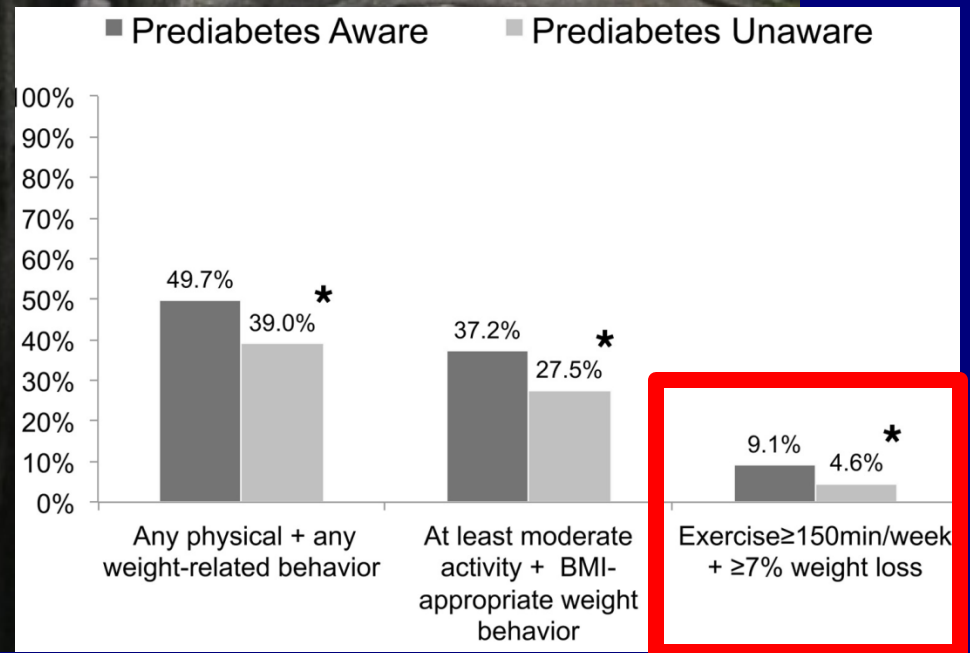 Prediabetes Aware Prediabetes Unaware
100%
90%
80%
70%
60%
50%
40%
30%
20%
10%
0%
49.7%
39.0% *
37.2%
27.5% *
9.1%
4.6% *
Any physical + any
weight-related behavior
At least moderate
activity + BMI-
appropriate weight
behavior
Exercise≥150min/week
+ ≥7% weight loss